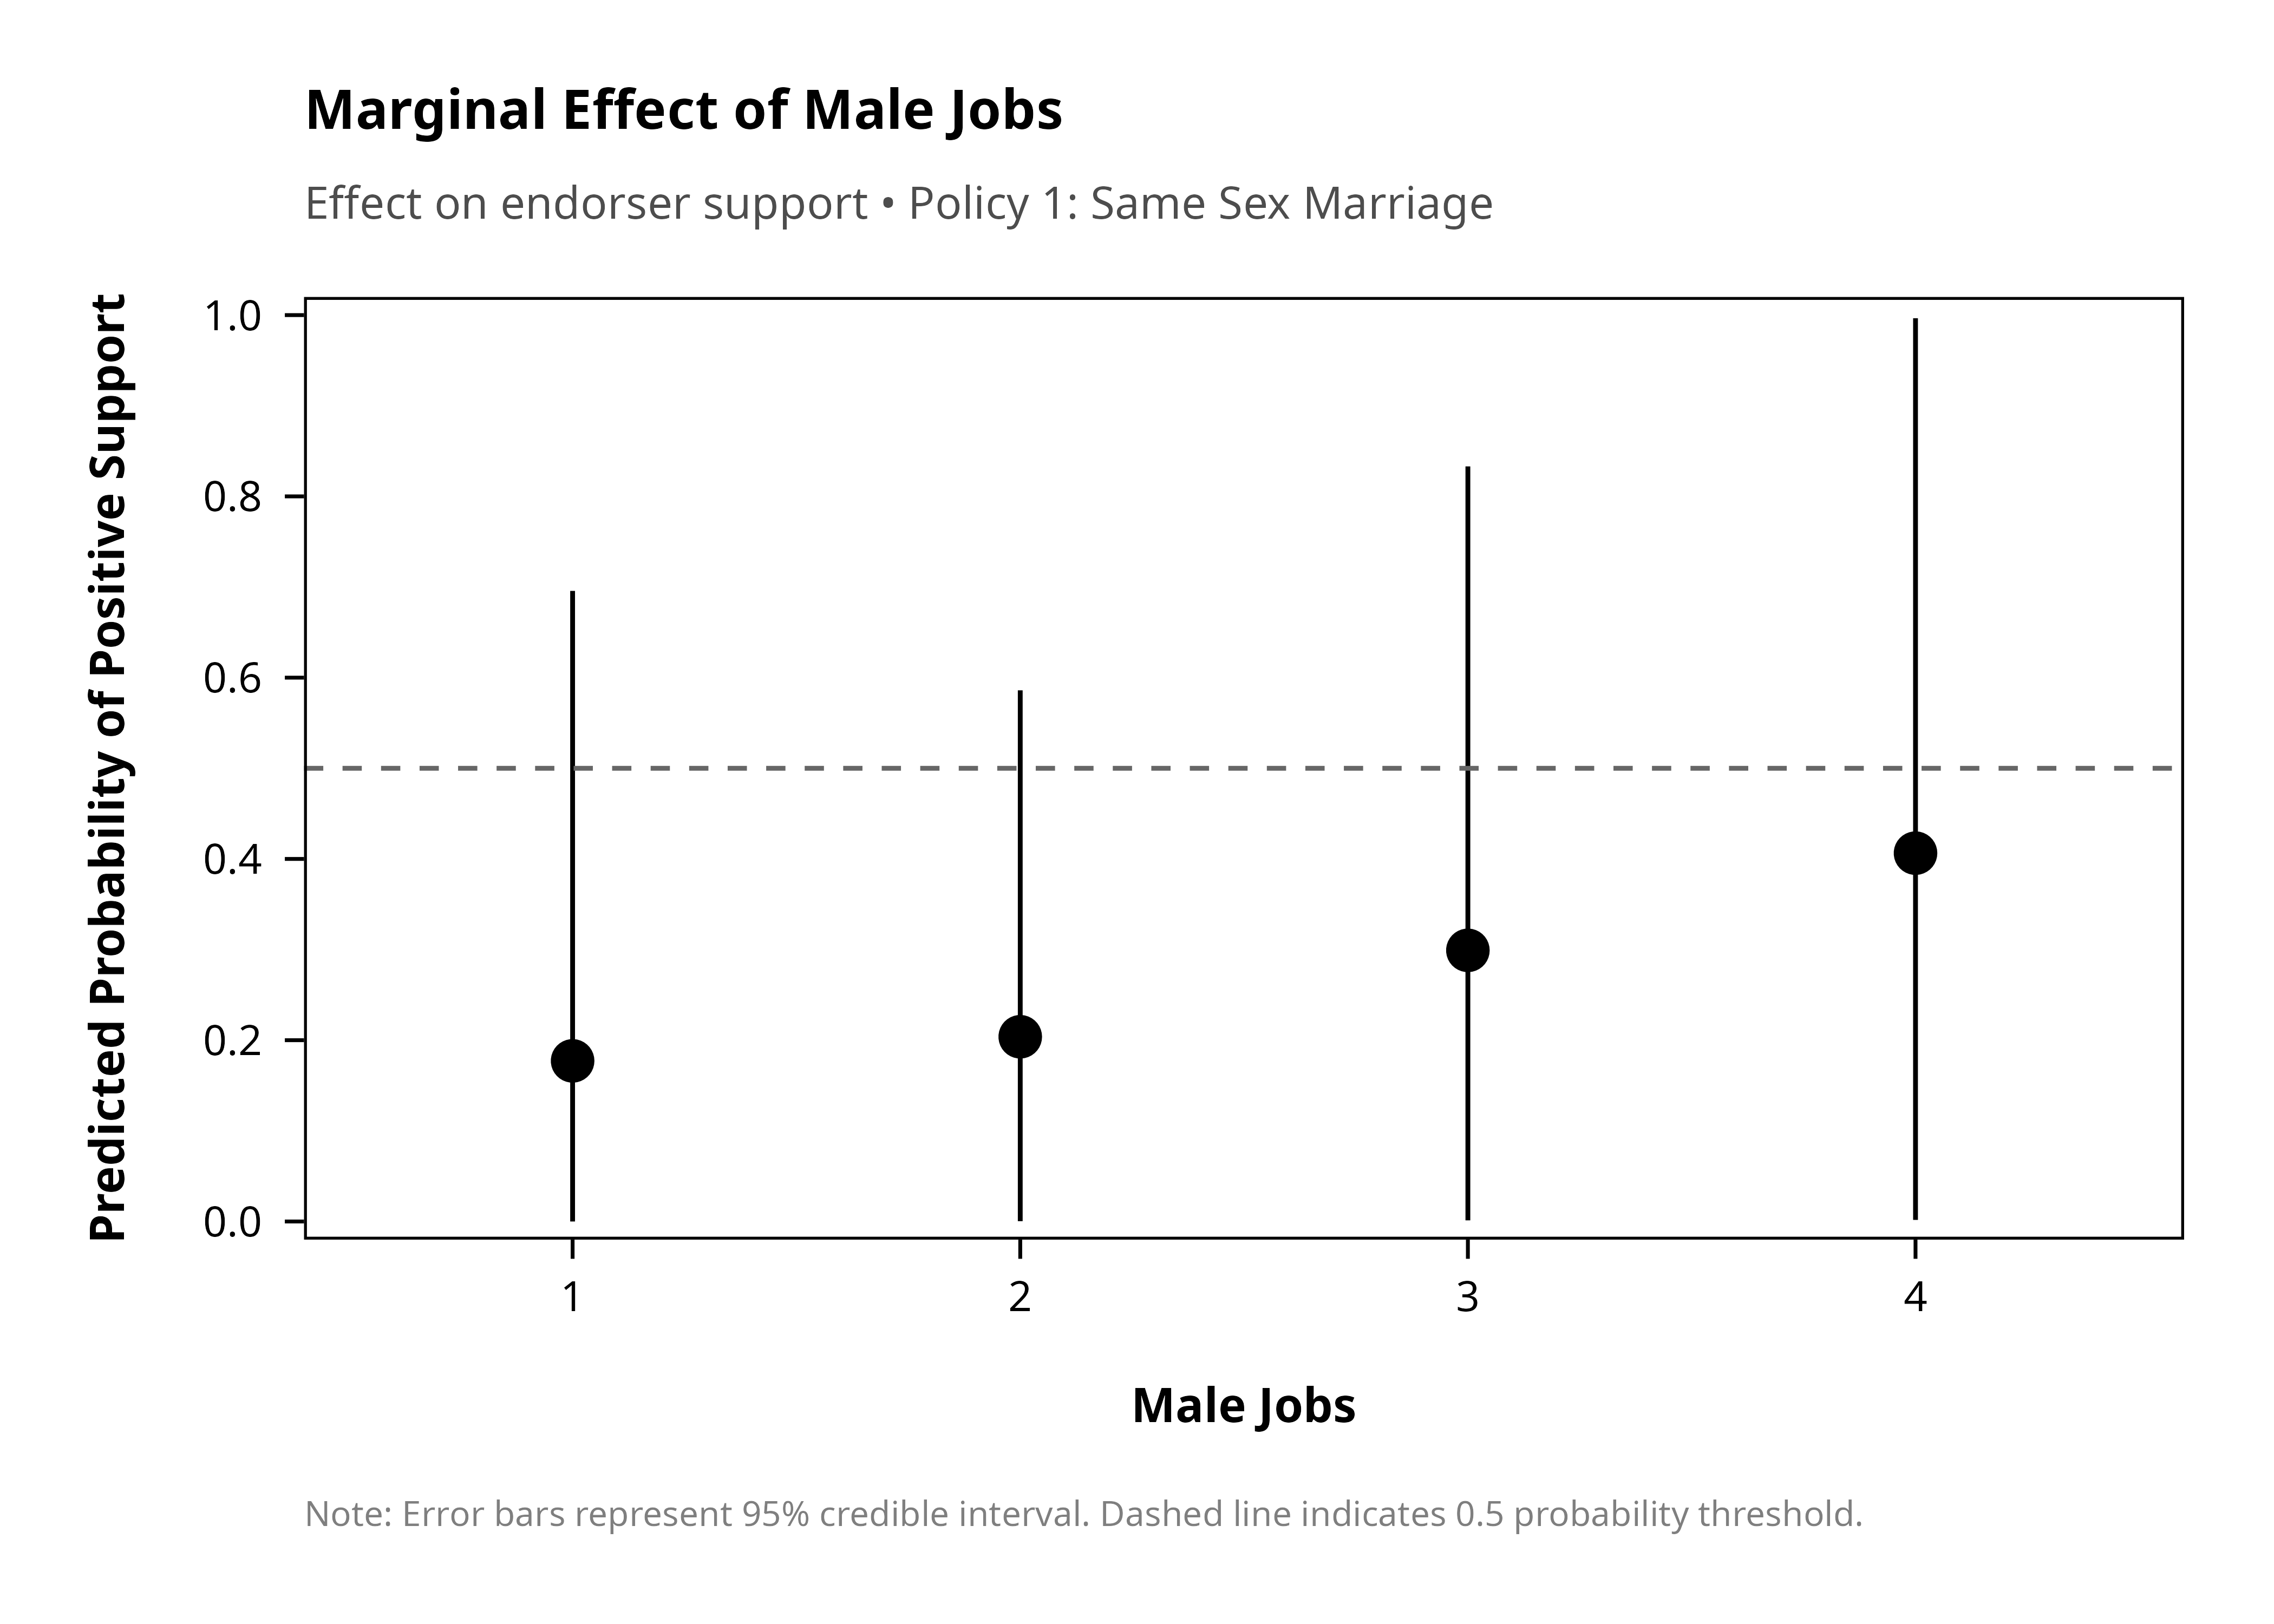 Marginal Effect of Male Jobs
Effect on endorser support • Policy 1: Same Sex Marriage
Predicted Probability of Positive Support
1.0
0.8
0.6
0.4
0.2
0.0
1 2 3 4
Male Jobs
Note: Error bars represent 95% credible interval. Dashed line indicates 0.5 probability threshold.